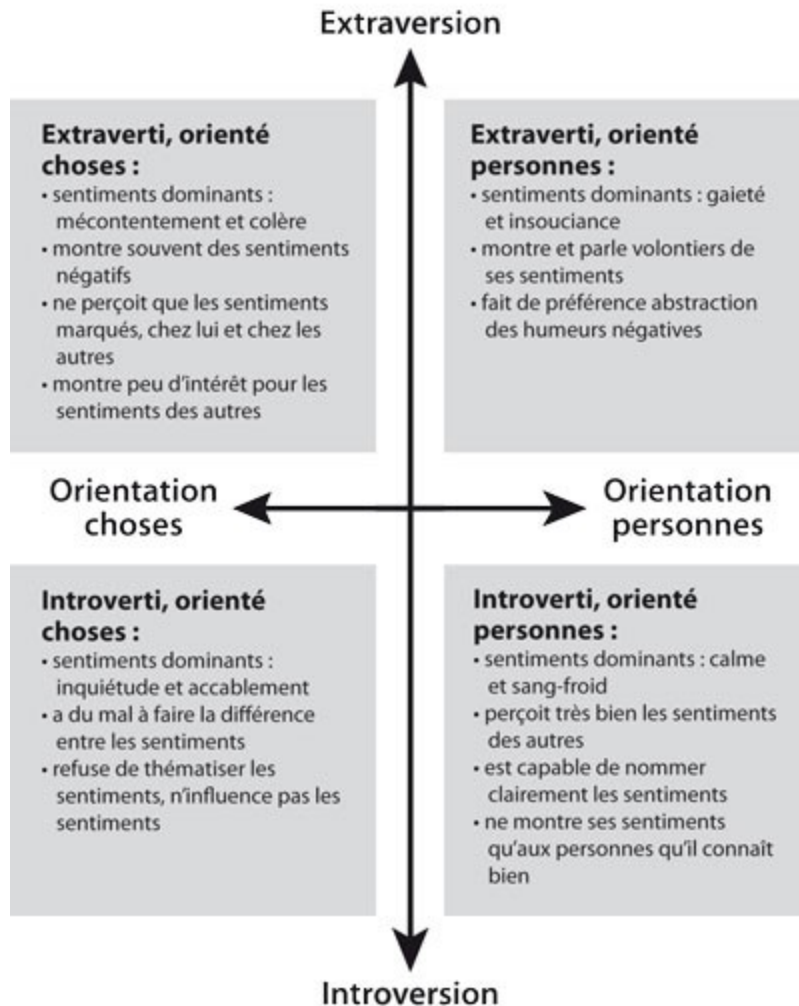 Extraversion
Extraverti, orienté
choses :
• sentiments dominants :
mécontentement et colère
• montre souvent des sentiments
négatifs
• ne perçoit que les sentiments
marqués, chez lui et chez les
autres
• montre peu d'intérêt pour les
sentiments des autres
Extraverti, orienté
personnes :
• sentiments dominants : gaieté
et insouciance
• montre et parle volontiers de
ses sentiments
• fait de préférence abstraction
des humeurs négatives
Orientation
choses
Orientation
personnes
Introverti, orienté
choses :
• sentiments dominants :
inquiétude et accablement
• a du mal à faire la différence
entre les sentiments
• refuse de thématiser les
sentiments, n'influence pas les
sentiments
Introverti, orienté
personnes :
• sentiments dominants : calme
et sang-froid
• perçoit très bien les sentiments
des autres
• est capable de nommer
clairement les sentiments
• ne montre ses sentiments
qu'aux personnes qu'il connaît
bien
Introversion